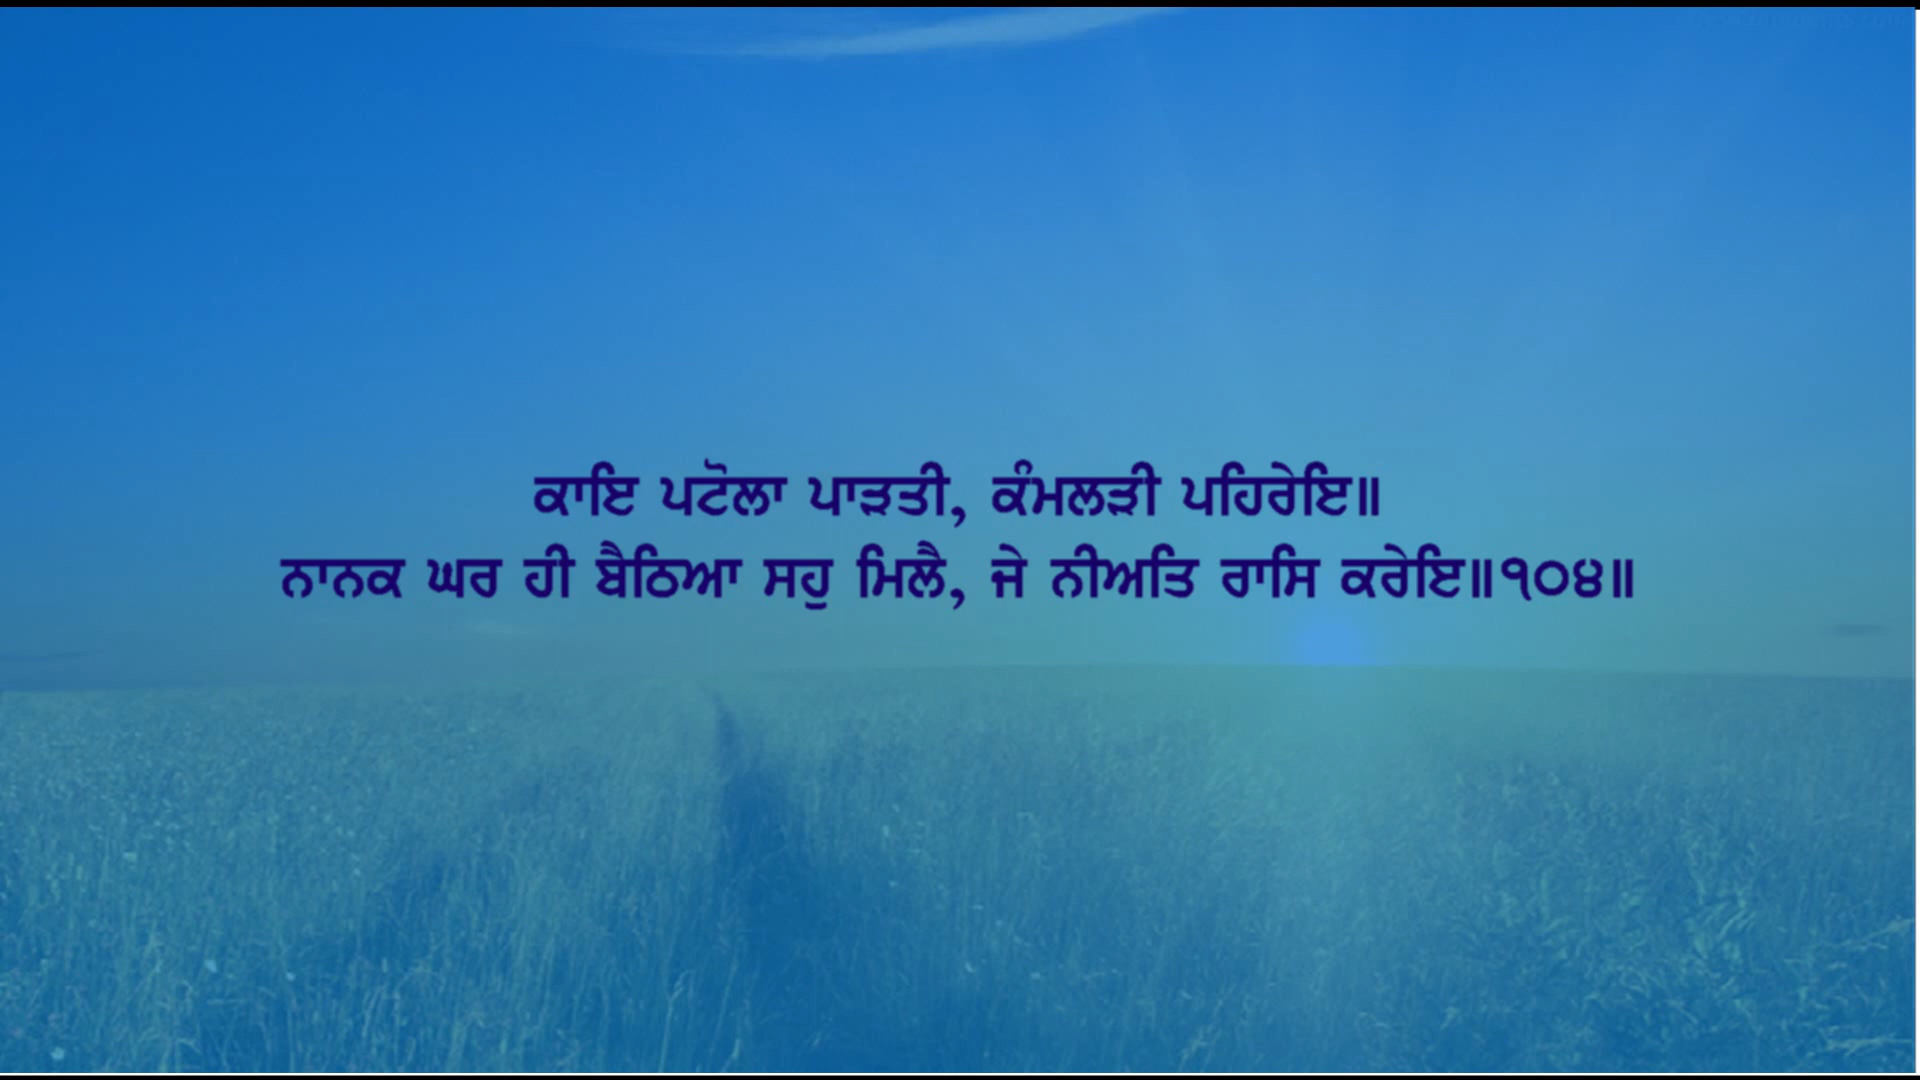 ਕਾਇ ਪਟੋਲਾ ਪਾੜਤੀ, ਕੰਮਲੜੀ ਪਹਿਰੇਇ॥
ਨਾਨਕ ਘਰ ਹੀ ਬੈਠਿਆ ਸਹੁ ਮਿਲੈ, ਜੇ ਨੀਅਤਿ ਰਾਸਿ ਕਰੇਇ॥੧੦੪॥